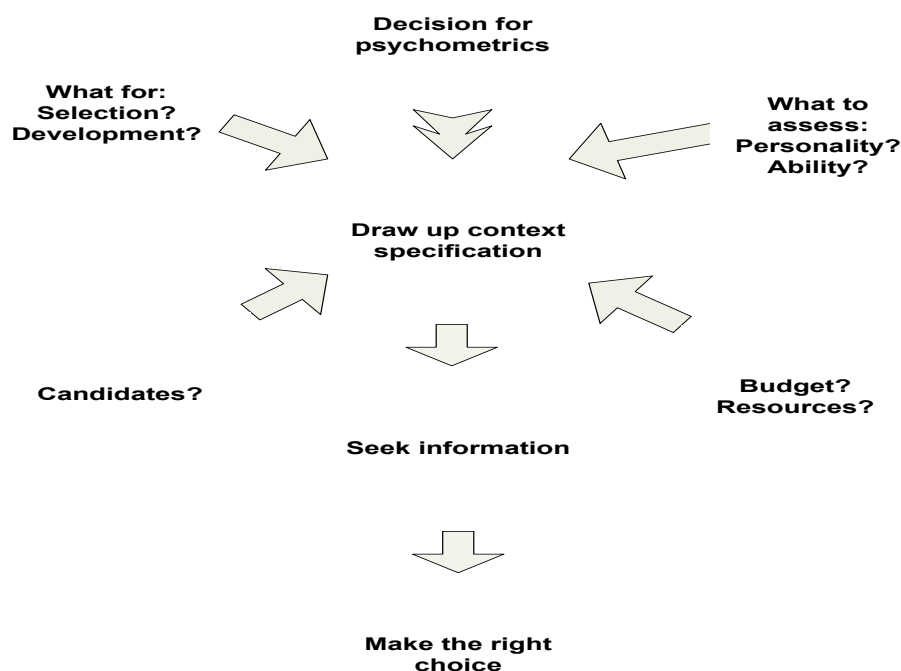 Decision for
psychometrics
What for:
Selection?
Development?
What to
assess:
Personality?
Ability?
Draw up context
specification
Candidates?
Budget?
Resources?
Seek information
Make the right
choice